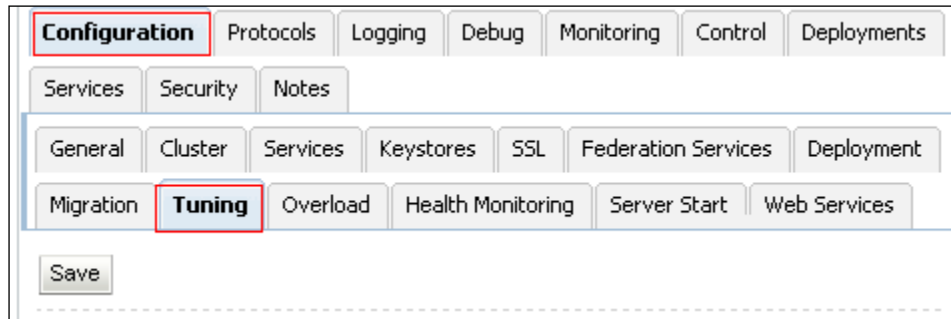 Configuration Protocols Logging Debug Monitoring Control Deployments
Services Security Notes
General Cluster Services Keystores SSL Federation Services Deployment
Migration Tuning Overload Health Monitoring Server Start Web Services
Save